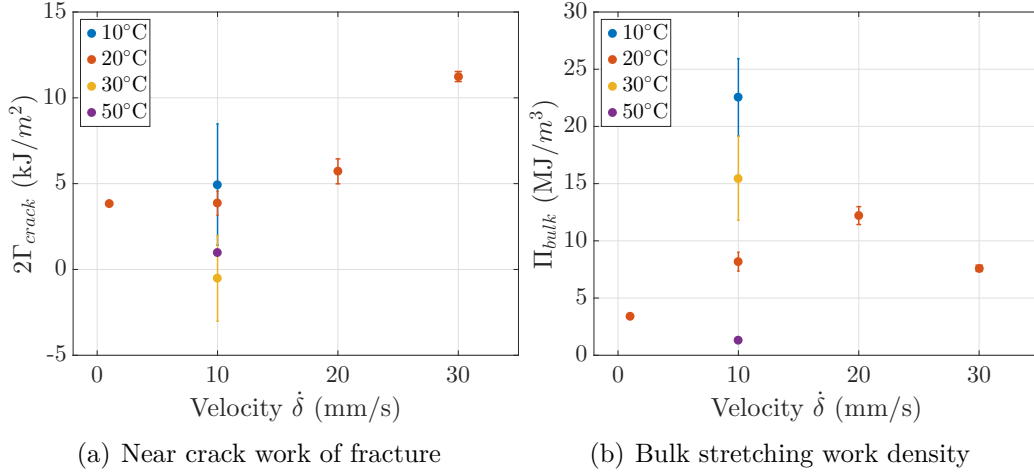 15
10
5
0
-5
2Γcrack (kJ/m²)
10°C
20°C
30°C
50°C
0 10 20 30
Velocity δ̇ (mm/s)
(a) Near crack work of fracture
30
25
20
15
10
5
0
Πbulk (MJ/m³)
10°C
20°C
30°C
50°C
0 10 20 30
Velocity δ̇ (mm/s)
(b) Bulk stretching work density